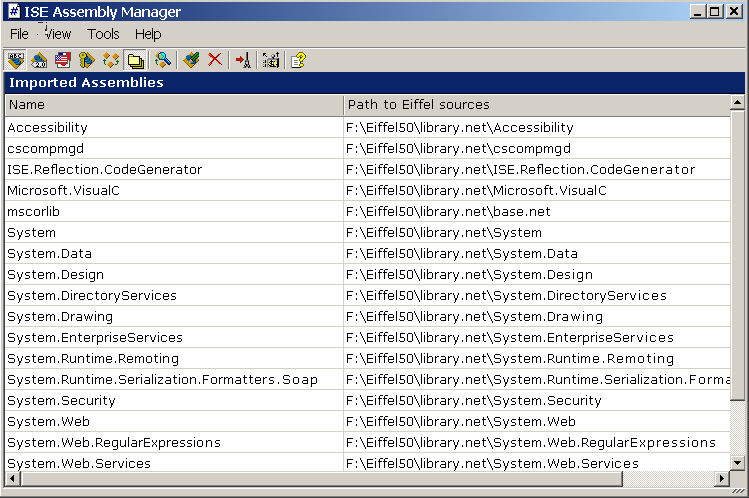 ISE Assembly Manager
File View Tools Help
Imported Assemblies
Name Path to Eiffel sources
Accessibility F:\Eiffel50\library.net\Accessibility
cscompmgd F:\Eiffel50\library.net\cscompmgd
ISE.Reflection.CodeGenerator F:\Eiffel50\library.net\ISE.Reflection.CodeGenerator
Microsoft.VisualC F:\Eiffel50\library.net\Microsoft.VisualC
mscorlib F:\Eiffel50\library.net\base.net
System F:\Eiffel50\library.net\System
System.Data F:\Eiffel50\library.net\System.Data
System.Design F:\Eiffel50\library.net\System.Design
System.DirectoryServices F:\Eiffel50\library.net\System.DirectoryServices
System.Drawing F:\Eiffel50\library.net\System.Drawing
System.EnterpriseServices F:\Eiffel50\library.net\System.EnterpriseServices
System.Runtime.Remoting F:\Eiffel50\library.net\System.Runtime.Remoting
System.Runtime.Serialization.Formatters.Soap F:\Eiffel50\library.net\System.Runtime.Serialization.Forma
System.Security F:\Eiffel50\library.net\System.Security
System.Web F:\Eiffel50\library.net\System.Web
System.Web.RegularExpressions F:\Eiffel50\library.net\System.Web.RegularExpressions
System.Web.Services F:\Eiffel50\library.net\System.Web.Services